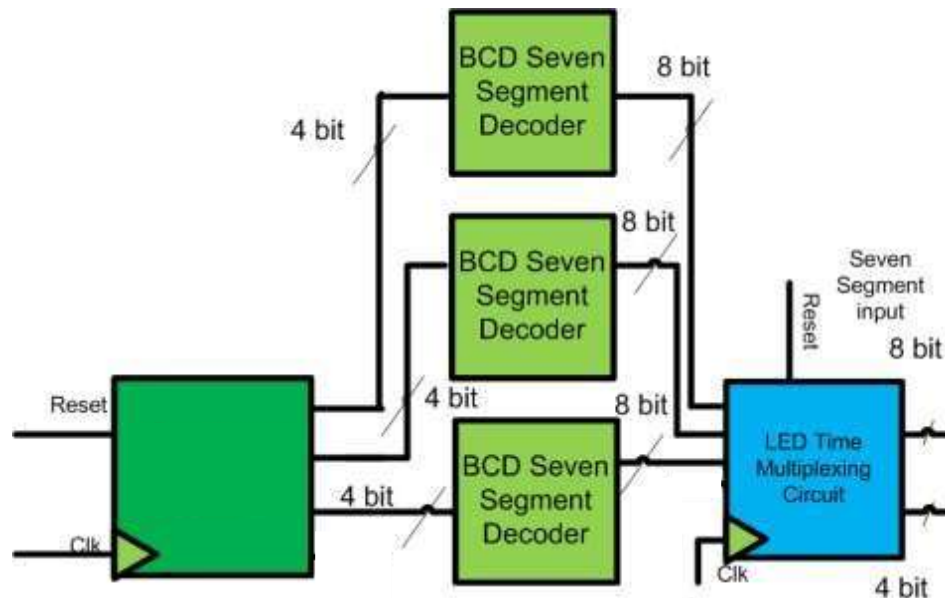 BCD Seven
Segment
Decoder
8 bit
4 bit
BCD Seven
Segment
Decoder
8 bit
Seven
Segment
input
8 bit
Reset
Reset
4 bit
8 bit
LED Time
Multiplexing
Circuit
BCD Seven
Segment
Decoder
4 bit
Clk
Clk
4 bit